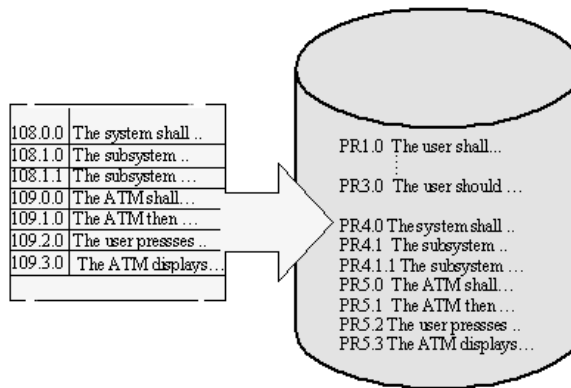 108.0.0 The system shall ..
108.1.0 The subsystem ..
108.1.1 The subsystem ...
109.0.0 The ATM shall...
109.1.0 The ATM then ...
109.2.0 The user pressses ..
109.3.0 The ATM displays...
PR1.0 The user shall...
PR3.0 The user should ...
PR4.0 The system shall ..
PR4.1 The subsystem ..
PR4.1.1 The subsystem ...
PR5.0 The ATM shall...
PR5.1 The ATM then ...
PR5.2 The user pressses ..
PR5.3 The ATM displays...